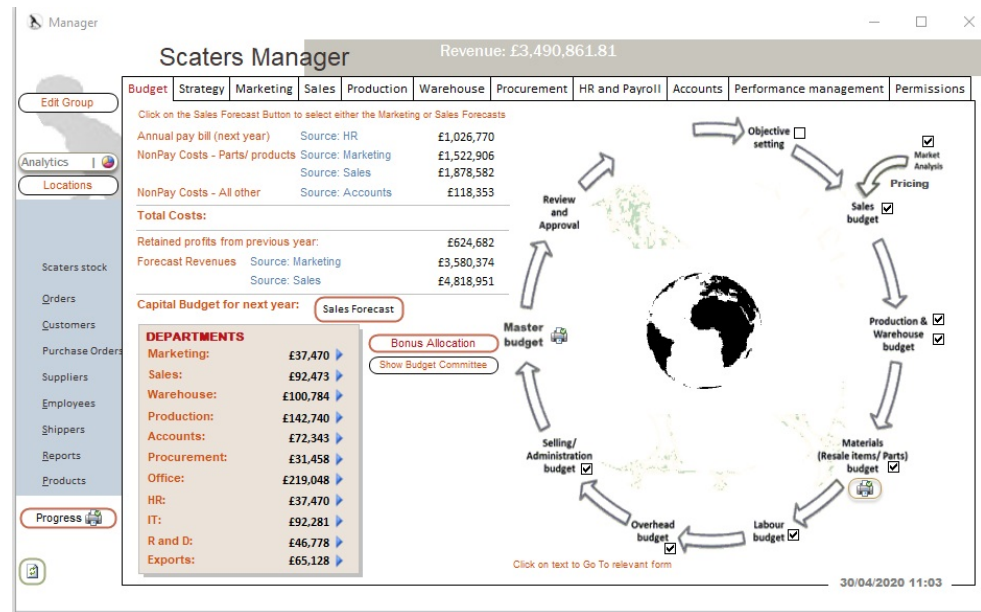 Manager
Scaters Manager
Revenue: £3,490,861.81
Edit Group
Analytics |
Locations
Scaters stock
Orders
Customers
Purchase Orders
Suppliers
Employees
Shippers
Reports
Products
Progress
Budget Strategy Marketing Sales Production Warehouse Procurement HR and Payroll Accounts Performance management Permissions
Click on the Sales Forecast Button to select either the Marketing or Sales Forecasts
Annual pay bill (next year) Source: HR £1,026,770
NonPay Costs - Parts/ products Source: Marketing £1,522,906
Source: Sales £1,878,582
NonPay Costs - All other Source: Accounts £118,353
Total Costs:
Retained profits from previous year: £624,682
Forecast Revenues Source: Marketing £3,580,374
Source: Sales £4,818,951
Capital Budget for next year:
Sales Forecast
DEPARTMENTS
Marketing: £37,470
Sales: £92,473
Warehouse: £100,784
Production: £142,740
Accounts: £72,343
Procurement: £31,458
Office: £219,048
HR: £37,470
IT: £92,281
R and D: £46,778
Exports: £65,128
Bonus Allocation
Show Budget Committee
Objective
setting
Market
Analysis
Pricing
Sales
budget
Production &
Warehouse
budget
Materials
(Resale items/ Parts)
budget
Labour
budget
Overhead
budget
Selling/
Administration
budget
Master
budget
Review
and
Approval
Click on text to Go To relevant form
30/04/2020 11:03